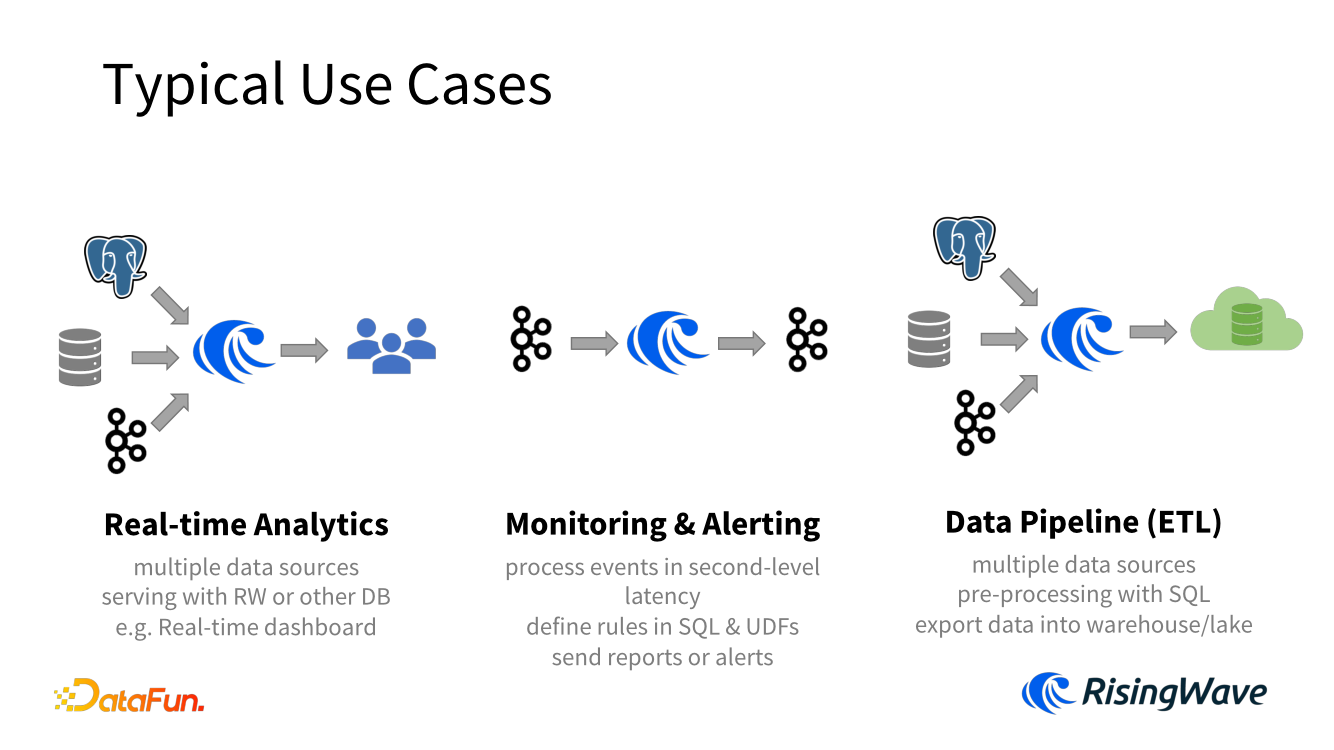 Typical Use Cases
Real-time Analytics
multiple data sources
serving with RW or other DB
e.g. Real-time dashboard
Monitoring & Alerting
process events in second-level
latency
define rules in SQL & UDFs
send reports or alerts
Data Pipeline (ETL)
multiple data sources
pre-processing with SQL
export data into warehouse/lake
DataFun.
RisingWave